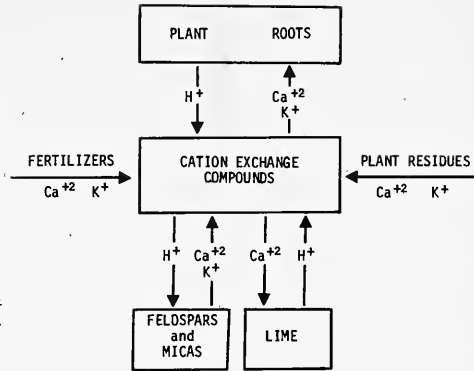 PLANT ROOTS
H+ Ca+2
K+
FERTILIZERS
Ca+2 K+
CATION EXCHANGE
COMPOUNDS
PLANT RESIDUES
Ca+2 K+
H+ Ca+2
K+
Ca+2 H+
FELDSPARS
and
MICAS
LIME